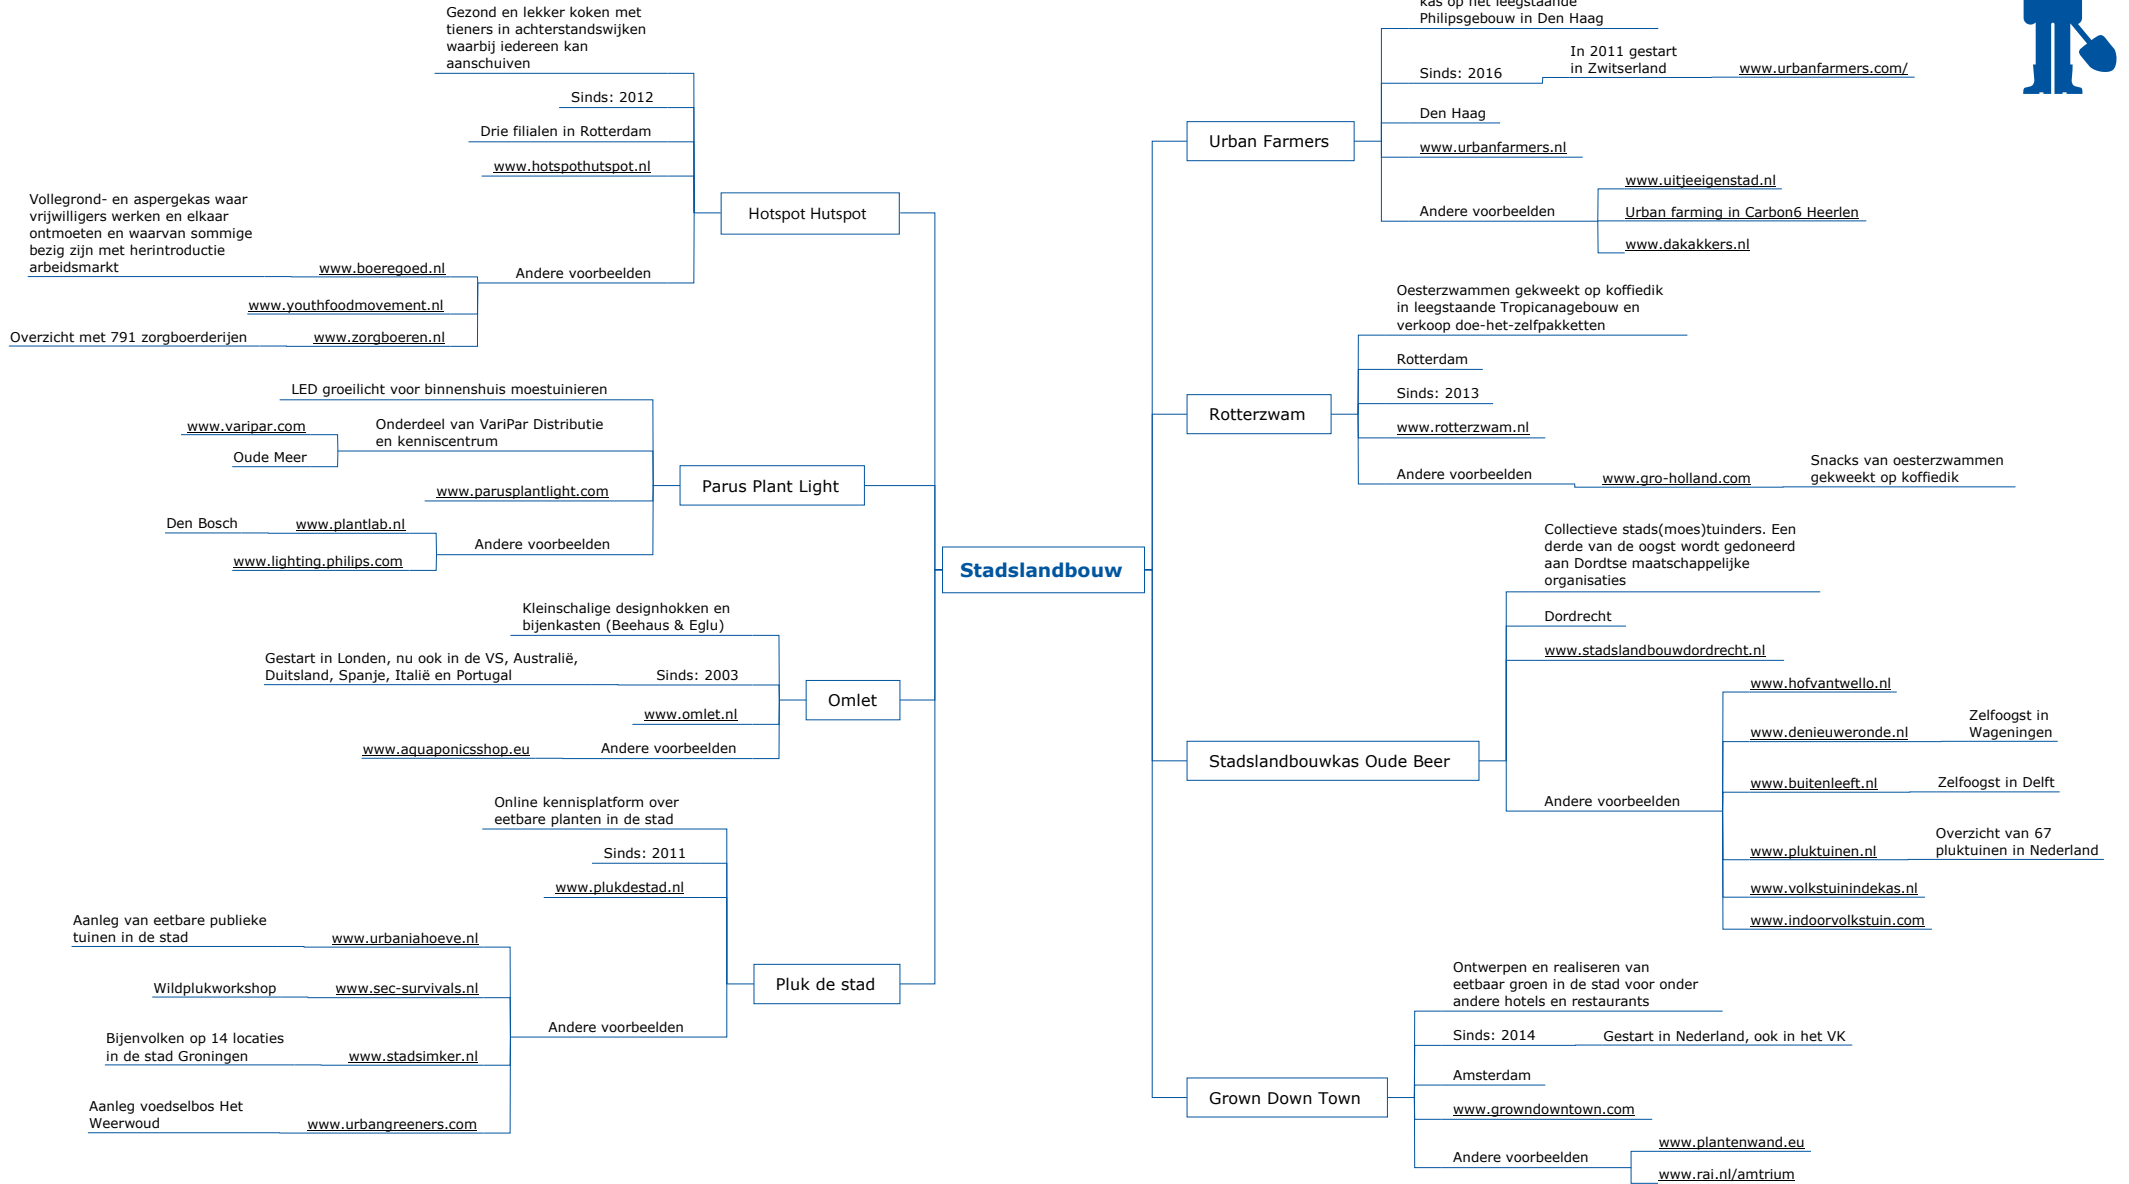 Stadslandbouw
Hotspot Hutspot
Gezond en lekker koken met
tieners in achterstandswijken
waarbij iedereen kan
aanschuiven
Sinds: 2012
Drie filialen in Rotterdam
www.hotspothutspot.nl
Andere voorbeelden
www.boeregoed.nl
Vollegrond- en aspergekas waar
vrijwilligers werken en elkaar
ontmoeten en waarvan sommige
bezig zijn met herintroductie
arbeidsmarkt
www.youthfoodmovement.nl
www.zorgboeren.nl
Overzicht met 791 zorgboerderijen
Parus Plant Light
LED groeilicht voor binnenshuis moestuinieren
Onderdeel van VariPar Distributie
en kenniscentrum
www.varipar.com
Oude Meer
www.parusplantlight.com
Andere voorbeelden
www.plantlab.nl
Den Bosch
www.lighting.philips.com
Omlet
Kleinschalige designhokken en
bijenkasten (Beehaus & Eglu)
Sinds: 2003
Gestart in Londen, nu ook in de VS, Australië,
Duitsland, Spanje, Italië en Portugal
www.omlet.nl
Andere voorbeelden
www.aquaponicsshop.eu
Pluk de stad
Online kennisplatform over
eetbare planten in de stad
Sinds: 2011
www.plukdestad.nl
Andere voorbeelden
www.urbaniahoeve.nl
Aanleg van eetbare publieke
tuinen in de stad
www.sec-survivals.nl
Wildplukworkshop
www.stadsimker.nl
Bijenvolken op 14 locaties
in de stad Groningen
www.urbangreeners.com
Aanleg voedselbos Het
Weerwoud
Urban Farmers
kas op het leegstaande
Philipsgebouw in Den Haag
Sinds: 2016
In 2011 gestart
in Zwitserland
www.urbanfarmers.com/
Den Haag
www.urbanfarmers.nl
Andere voorbeelden
www.uitjeeigenstad.nl
Urban farming in Carbon6 Heerlen
www.dakakkers.nl
Rotterzwam
Oesterzwammen gekweekt op koffiedik
in leegstaande Tropicanagebouw en
verkoop doe-het-zelfpakketten
Rotterdam
Sinds: 2013
www.rotterzwam.nl
Andere voorbeelden
www.gro-holland.com
Snacks van oesterzwammen
gekweekt op koffiedik
Stadslandbouwkas Oude Beer
Collectieve stads(moes)tuinders. Een
derde van de oogst wordt gedoneerd
aan Dordtse maatschappelijke
organisaties
Dordrecht
www.stadslandbouwdordrecht.nl
Andere voorbeelden
www.hofvantwello.nl
www.denieuweronde.nl
Zelfoogst in
Wageningen
www.buitenleeft.nl
Zelfoogst in Delft
www.pluktuinen.nl
Overzicht van 67
pluktuinen in Nederland
www.volkstuinindekas.nl
www.indoorvolkstuin.com
Grown Down Town
Ontwerpen en realiseren van
eetbaar groen in de stad voor onder
andere hotels en restaurants
Sinds: 2014
Gestart in Nederland, ook in het VK
Amsterdam
www.growndowntown.com
Andere voorbeelden
www.plantenwand.eu
www.rai.nl/amtrium